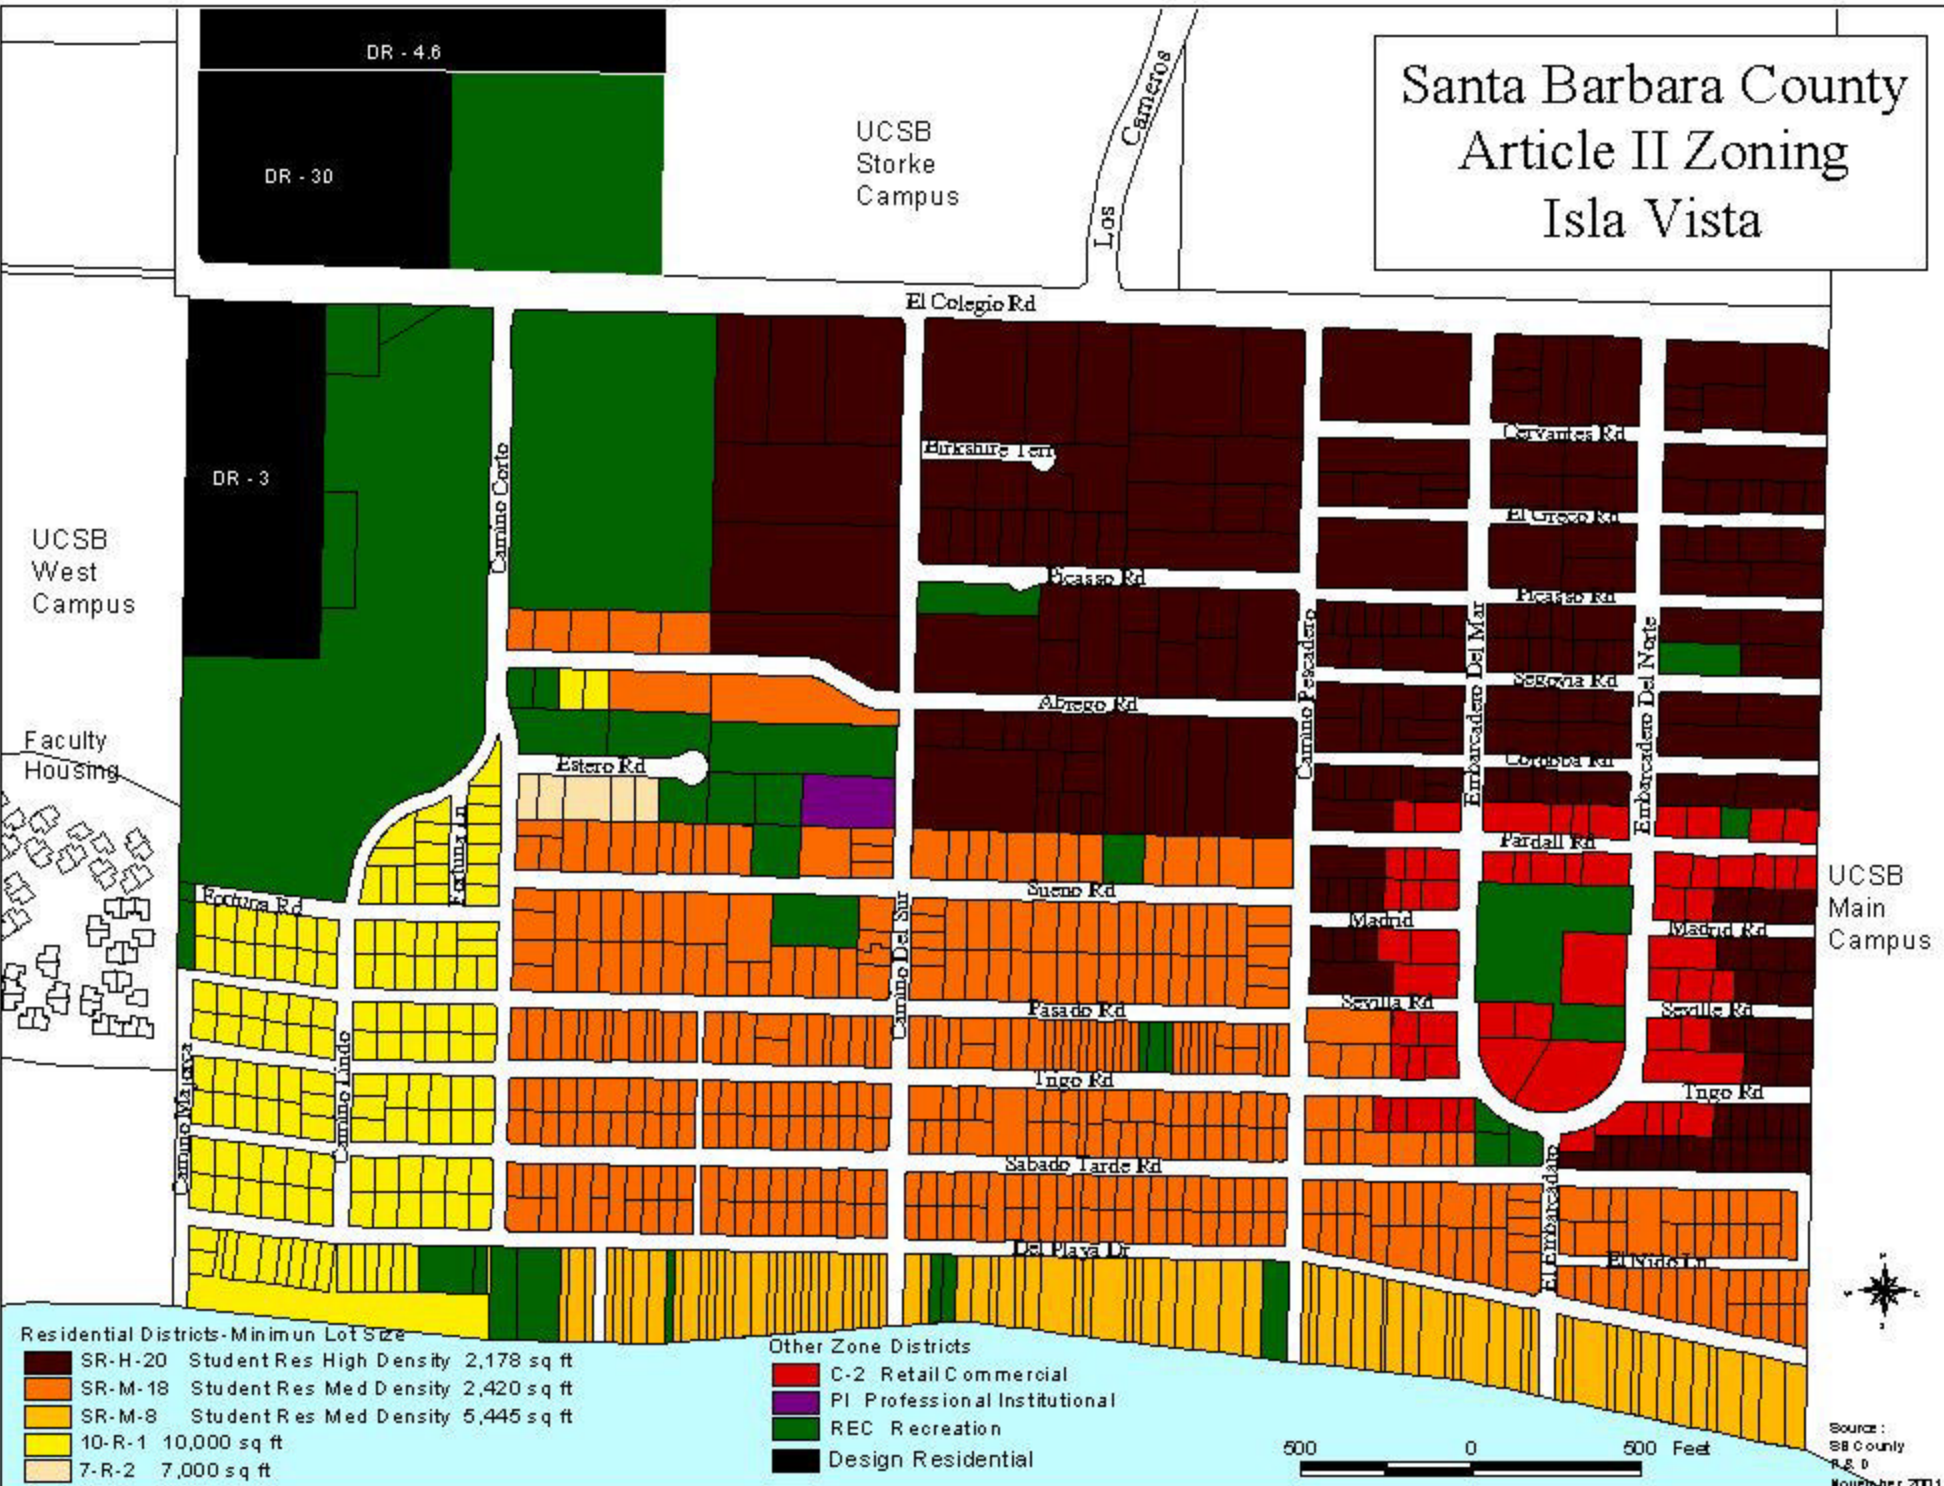 Santa Barbara County
Article II Zoning
Isla Vista
DR - 4.6
DR - 30
UCSB
Storke
Campus
Los Carneros
El Colegio Rd
DR - 3
UCSB
West
Campus
Faculty
Housing
UCSB
Main
Campus
Camino Corto
Birkshire Terr
Cervantes Rd
El Greco Rd
Picasso Rd
Picasso Rd
Camino Pescadero
Embarcadero Del Mar
Embarcadero Del Norte
Segovia Rd
Abrego Rd
Cordoba Rd
Estero Rd
Pardall Rd
Fortuna Ln
Fortuna Rd
Sueno Rd
Madrid
Madrid Rd
Camino Del Sur
Pasado Rd
Sevilla Rd
Sevilla Rd
Camino Majorca
Camino Lindo
Trigo Rd
Trigo Rd
Sabado Tarde Rd
El Embarcadero
Del Playa Dr
El Nido Ln
Residential Districts-Minimun Lot Size
SR-H-20 Student Res High Density 2,178 sq ft
SR-M-18 Student Res Med Density 2,420 sq ft
SR-M-8 Student Res Med Density 5,445 sq ft
10-R-1 10,000 sq ft
7-R-2 7,000 sq ft
Other Zone Districts
C-2 Retail Commercial
PI Professional Institutional
REC Recreation
Design Residential
500 0 500 Feet
Source:
SB County
P & D
November 2001